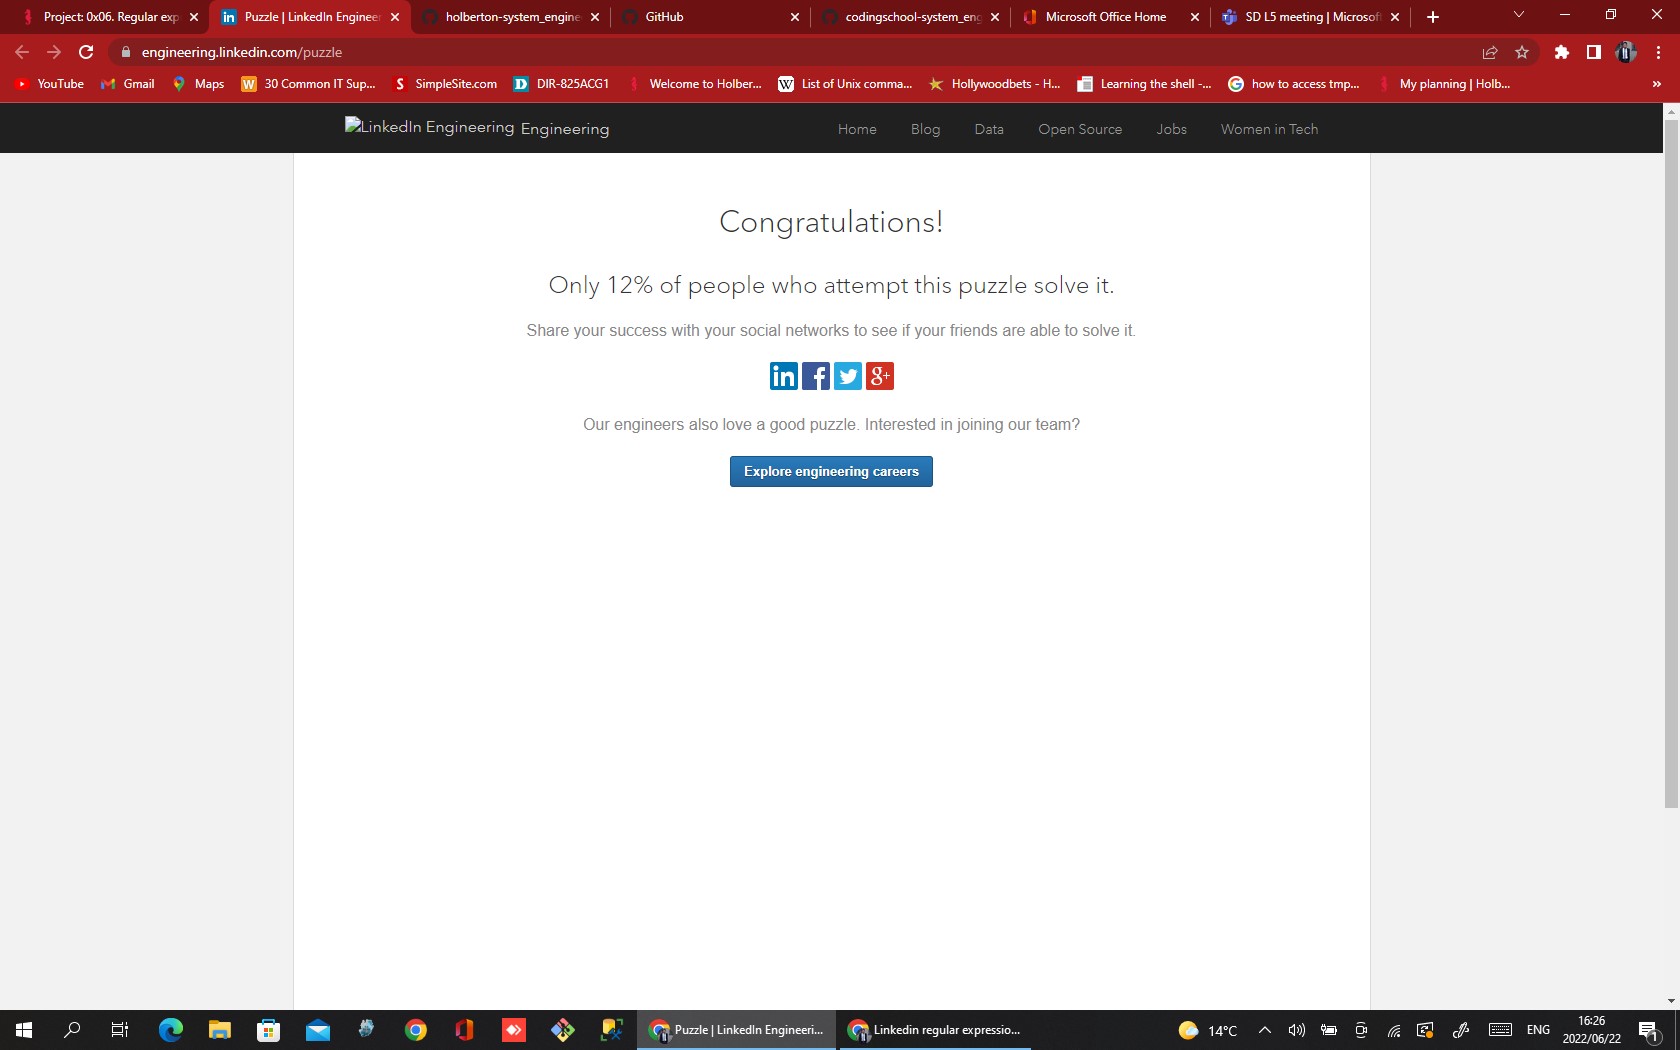 Project: 0x06. Regular exp
Puzzle | LinkedIn Engineer
holberton-system_engine
GitHub
codingschool-system_eng
Microsoft Office Home
SD L5 meeting | Microsoft
engineering.linkedin.com/puzzle
YouTube
Gmail
Maps
30 Common IT Sup...
SimpleSite.com
DIR-825ACG1
Welcome to Holber...
List of Unix comma...
Hollywoodbets - H...
Learning the shell -...
how to access tmp...
My planning | Holb...
»
LinkedIn Engineering Engineering
Home
Blog
Data
Open Source
Jobs
Women in Tech
Congratulations!
Only 12% of people who attempt this puzzle solve it.
Share your success with your social networks to see if your friends are able to solve it.
in f g+
Our engineers also love a good puzzle. Interested in joining our team?
Explore engineering careers
Puzzle | LinkedIn Engineeri...
Linkedin regular expressio...
14°C
ENG
16:26
2022/06/22
1